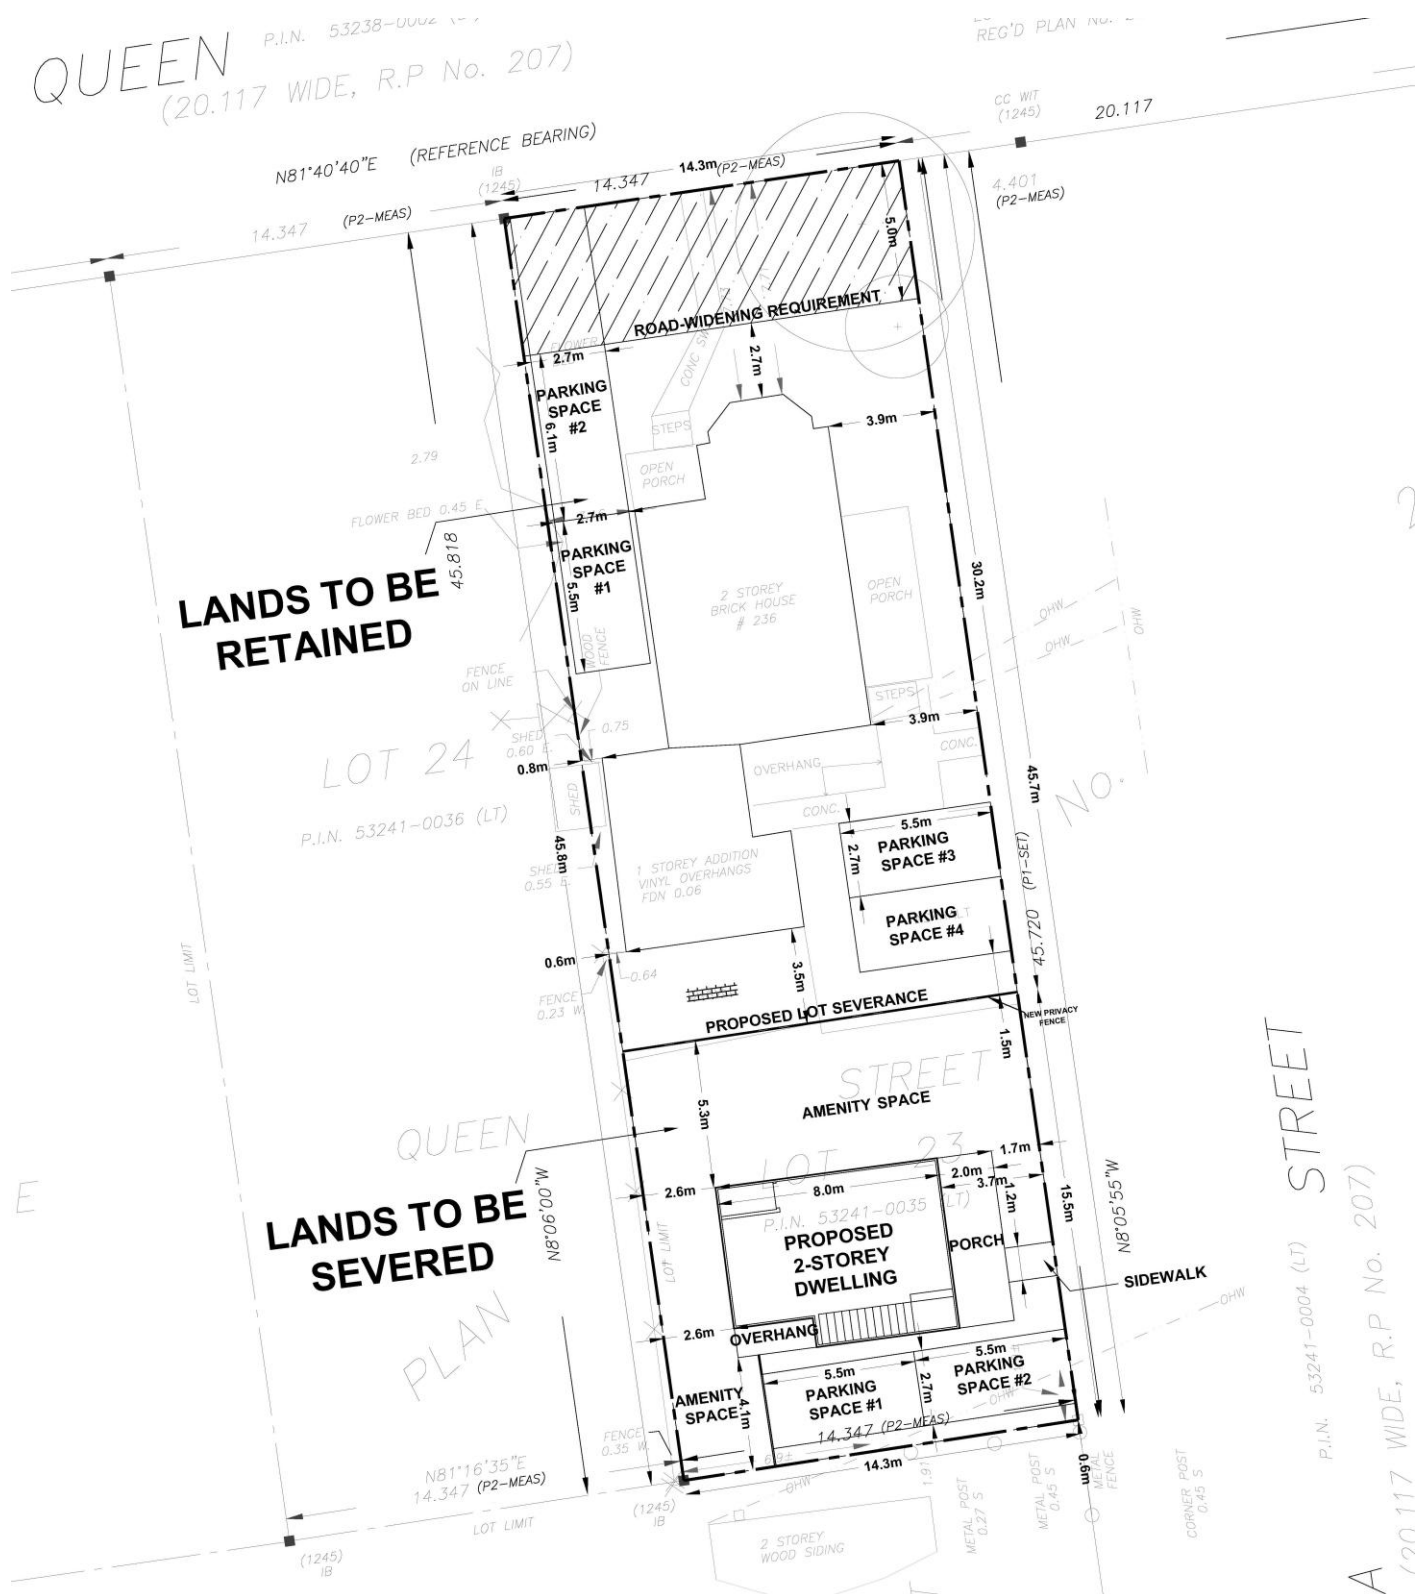 QUEEN
P.I.N. 53238-0002
(20.117 WIDE, R.P No. 207)
REG'D PLAN NO.
CC WIT
(1245)
20.117
N81°40'40"E (REFERENCE BEARING)
IB
(1245)
14.3m (P2-MEAS)
14.347
4.401
(P2-MEAS)
14.347 (P2-MEAS)
5.0m
ROAD-WIDENING REQUIREMENT
FLOWER
CONC
2.7m
2.7m
PARKING
SPACE
#2
6.1m
STEPS
3.9m
2.79
OPEN
PORCH
FLOWER BED 0.45 E
2.7m
45.818
PARKING
SPACE
#1
5.5m
2 STOREY
BRICK HOUSE
# 236
OPEN
PORCH
30.2m
OHW
OHW
OHW
LANDS TO BE
RETAINED
WOOD
FENCE
FENCE
ON LINE
STEPS
3.9m
SHED
0.60 E.
0.75
CONC.
LOT 24
0.8m
OVERHANG
45.7m
No.
SHED
CONC.
5.5m
P.I.N. 53241-0036 (LT)
PARKING
SPACE #3
2.7m
45.8m
SHED
0.55 E.
1 STOREY ADDITION
VINYL OVERHANGS
FDN 0.06
45.720 (P1-SET)
PARKING
SPACE #4
LOT LIMIT
0.6m
0.64
3.5m
FENCE
0.23 W.
PROPOSED LOT SEVERANCE
NEW PRIVACY
FENCE
1.5m
STREET
STREET
5.3m
AMENITY SPACE
QUEEN
LOT 23
1.7m
2.0m
3.7m
2.6m
8.0m
1.2m
15.5m
N8°05'55"W
E
N8°06'00"W
LANDS TO BE
SEVERED
P.I.N. 53241-0035 (LT)
PROPOSED
2-STOREY
DWELLING
PORCH
LOT LIMIT
SIDEWALK
OHW
PLAN
2.6m
OVERHANG
5.5m
5.5m
PARKING
SPACE #2
PARKING
SPACE #1
2.7m
AMENITY
SPACE
4.1m
OHW
14.347 (P2-MEAS)
FENCE
0.35 W.
14.3m
0.6m
N81°16'35"E
14.347 (P2-MEAS)
OHW
1.91
METAL
FENCE
METAL POST
0.27 S
METAL POST
0.45 S
CORNER POST
0.45 S
(1245)
IB
LOT LIMIT
2 STOREY
WOOD SIDING
(1245)
IB
P.I.N. 53241-0004 (LT)
(20.117 WIDE, R.P No. 207)
A